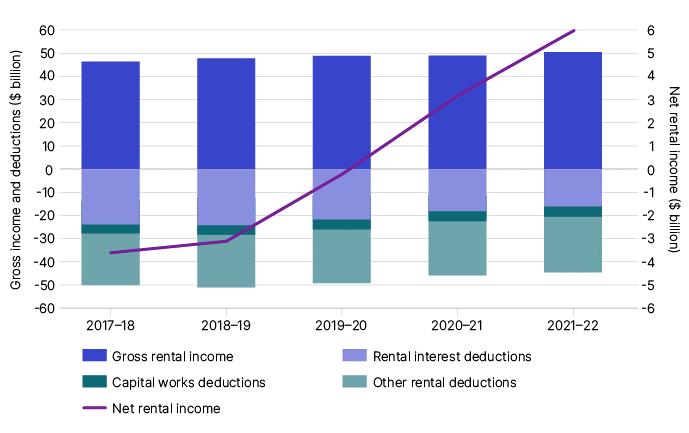 60 6
50 5
40 4
30 3
20 2
10 1
0 0
-10 -1
-20 -2
-30 -3
-40 -4
-50 -5
-60 -6
Gross income and deductions ($ billion)
Net rental income ($ billion)
2017–18 2018–19 2019–20 2020–21 2021–22
Gross rental income Rental interest deductions
Capital works deductions Other rental deductions
Net rental income